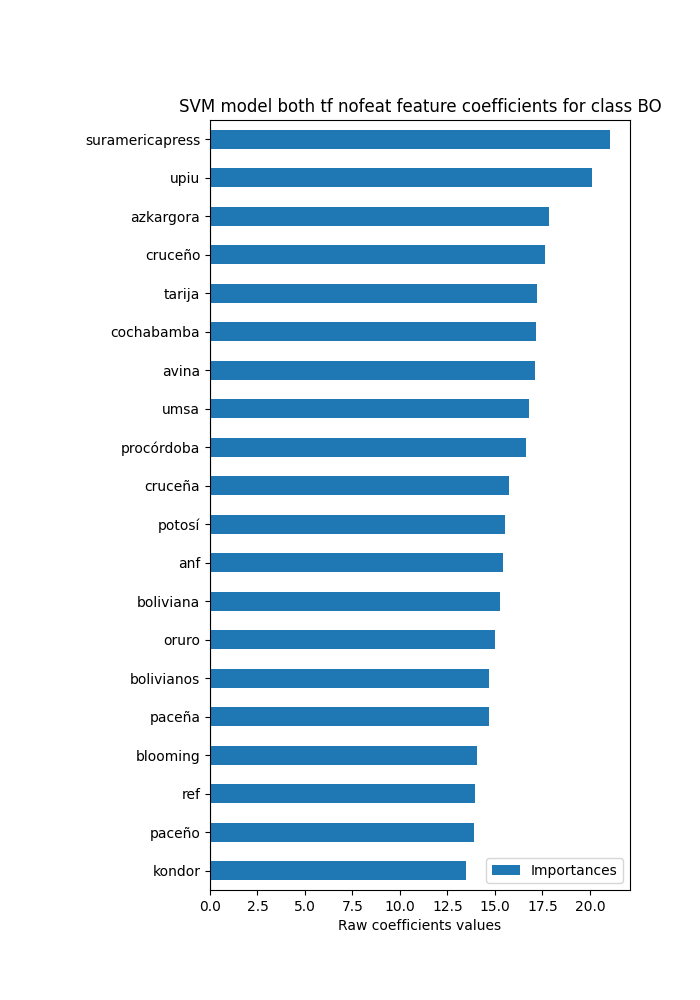 SVM model both tf nofeat feature coefficients for class BO
suramericapress
upiu
azkargora
cruceño
tarija
cochabamba
avina
umsa
procórdoba
cruceña
potosí
anf
boliviana
oruro
bolivianos
paceña
blooming
ref
paceño
kondor
Importances
0.0 2.5 5.0 7.5 10.0 12.5 15.0 17.5 20.0
Raw coefficients values